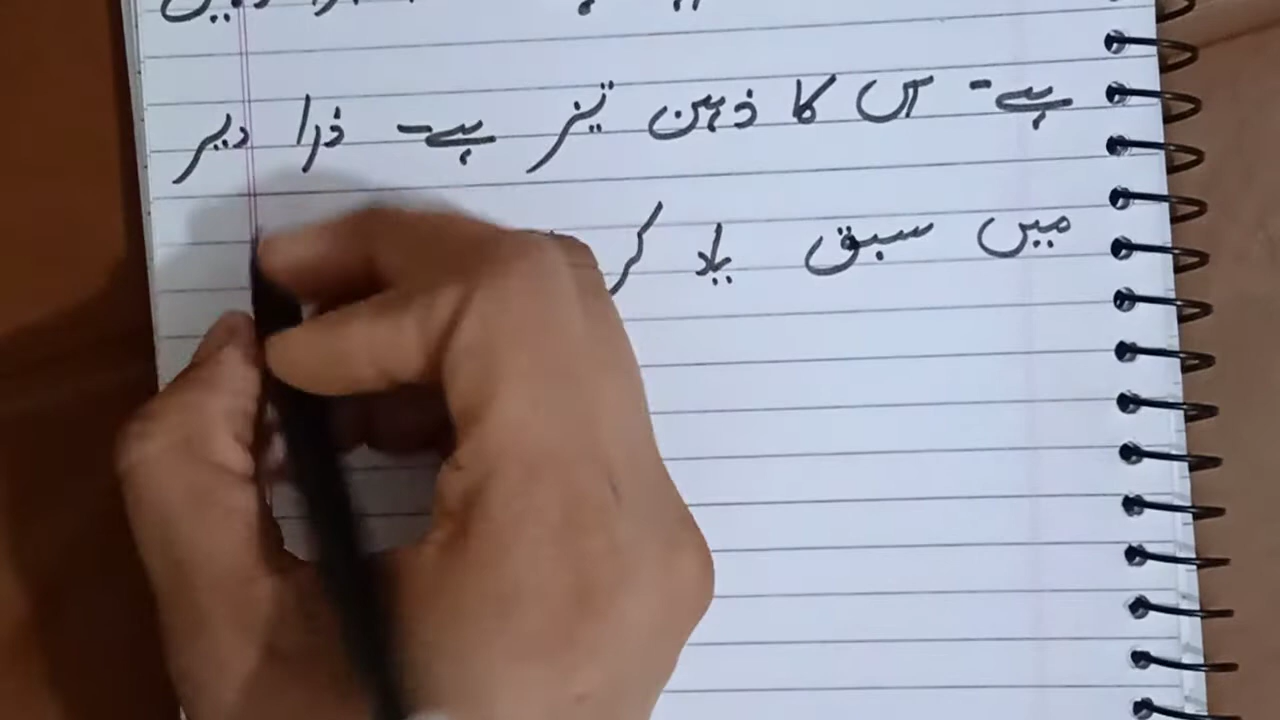 ہے۔ اس کا ذہن تیز ہے۔ ذرا دیر
میں سبق یاد کر